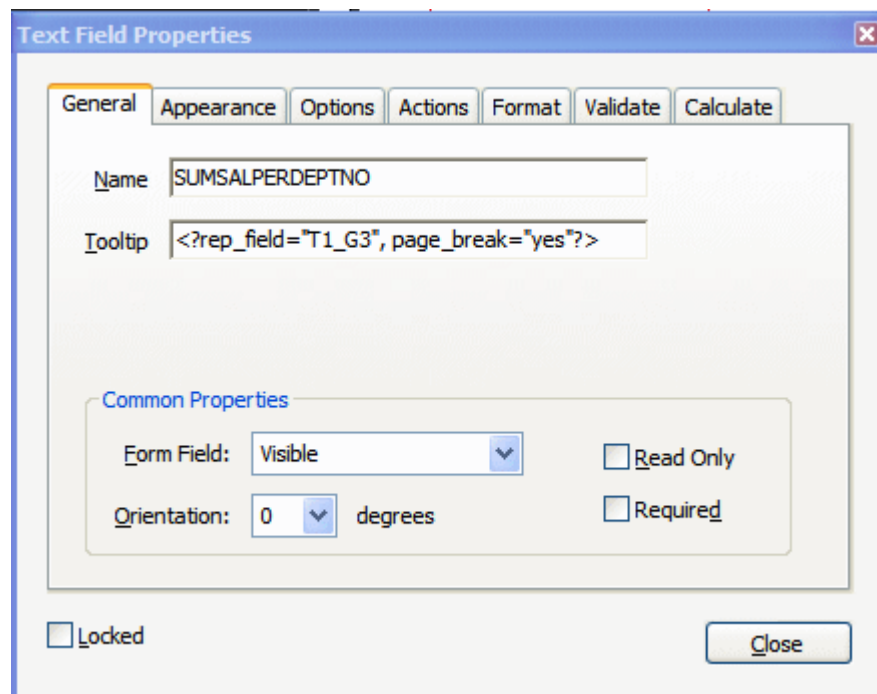 Text Field Properties
General Appearance Options Actions Format Validate Calculate
Name SUMSALPERDEPTNO
Tooltip <?rep_field="T1_G3", page_break="yes"?>
Common Properties
Form Field: Visible Read Only
Orientation: 0 degrees Required
Locked Close